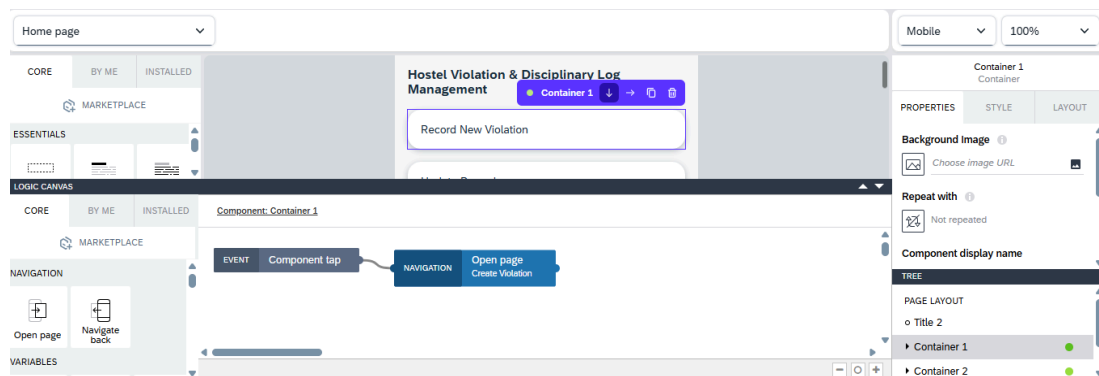 Home page
Mobile
100%
CORE
BY ME
INSTALLED
MARKETPLACE
ESSENTIALS
Hostel Violation & Disciplinary Log
Management
Container 1
Record New Violation
Container 1
Container
PROPERTIES
STYLE
LAYOUT
Background Image
Choose image URL
Repeat with
Not repeated
Component display name
LOGIC CANVAS
CORE
BY ME
INSTALLED
MARKETPLACE
NAVIGATION
Open page
Navigate
back
VARIABLES
Component: Container 1
EVENT
Component tap
NAVIGATION
Open page
Create Violation
TREE
PAGE LAYOUT
Title 2
Container 1
Container 2